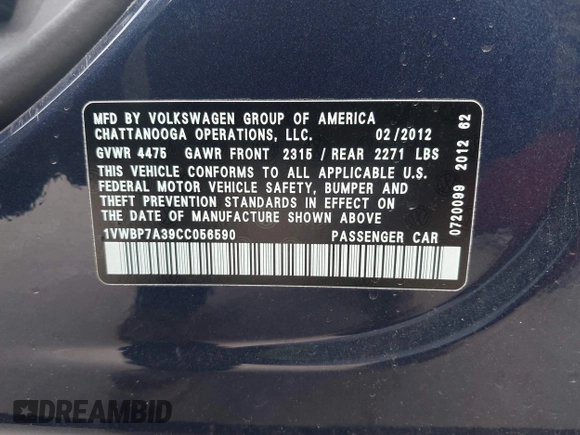 MFD BY VOLKSWAGEN GROUP OF AMERICA
CHATTANOOGA OPERATIONS, LLC. 02/2012
GVWR 4475 GAWR FRONT 2315/REAR 2271 LBS
THIS VEHICLE CONFORMS TO ALL APPLICABLE U.S.
FEDERAL MOTOR VEHICLE SAFETY, BUMPER AND
THEFT PREVENTION STANDARDS IN EFFECT ON
THE DATE OF MANUFACTURE SHOWN ABOVE
1VWBP7A39CC056590 PASSENGER CAR
0720099 2012 62
DREAMBID